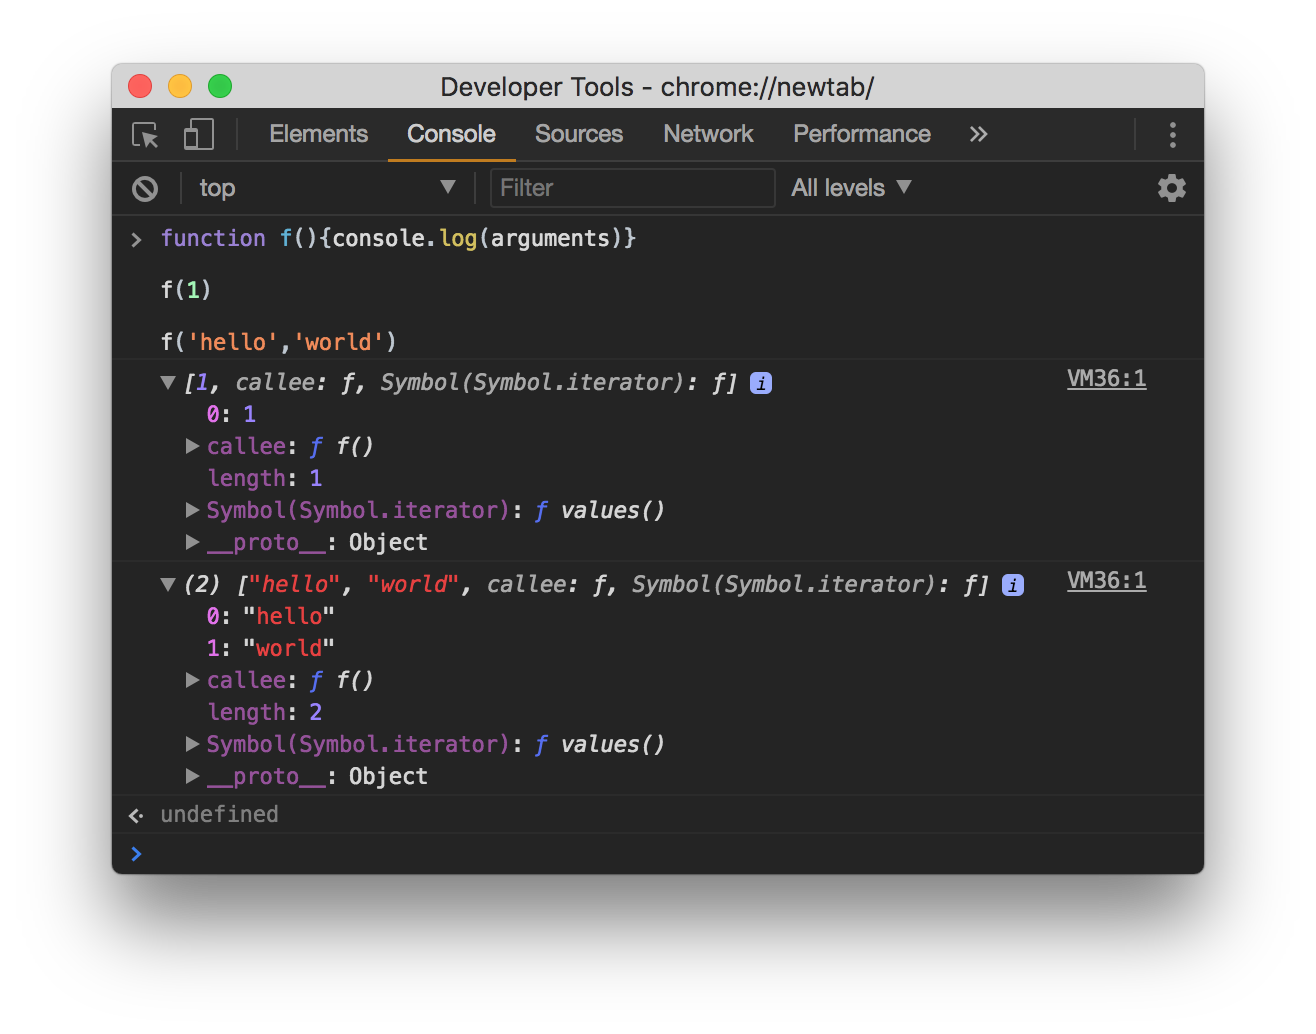 Developer Tools - chrome://newtab/
Elements Console Sources Network Performance »
top ▼ Filter All levels ▼
> function f(){console.log(arguments)}
f(1)
f('hello','world')
▼ [1, callee: ƒ, Symbol(Symbol.iterator): ƒ] i VM36:1
0: 1
▶ callee: ƒ f()
length: 1
▶ Symbol(Symbol.iterator): ƒ values()
▶ __proto__: Object
▼ (2) ["hello", "world", callee: ƒ, Symbol(Symbol.iterator): ƒ] i VM36:1
0: "hello"
1: "world"
▶ callee: ƒ f()
length: 2
▶ Symbol(Symbol.iterator): ƒ values()
▶ __proto__: Object
undefined
>